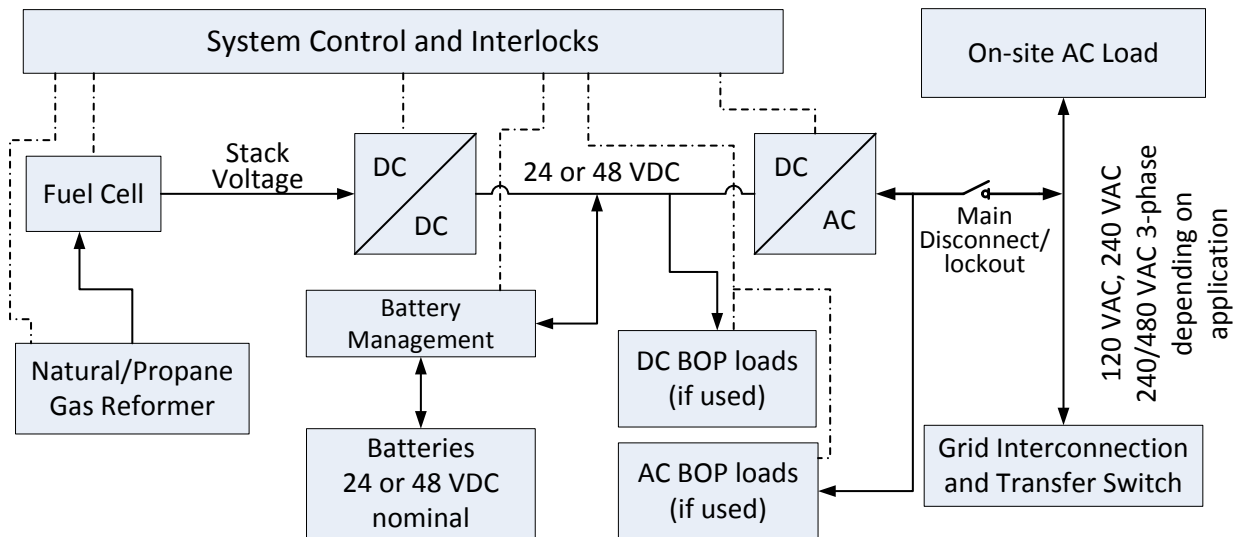 System Control and Interlocks
On-site AC Load
Fuel Cell
Stack
Voltage
DC
DC
24 or 48 VDC
DC
AC
Main
Disconnect/
lockout
120 VAC, 240 VAC
240/480 VAC 3-phase
depending on
application
Natural/Propane
Gas Reformer
Battery
Management
Batteries
24 or 48 VDC
nominal
DC BOP loads
(if used)
AC BOP loads
(if used)
Grid Interconnection
and Transfer Switch